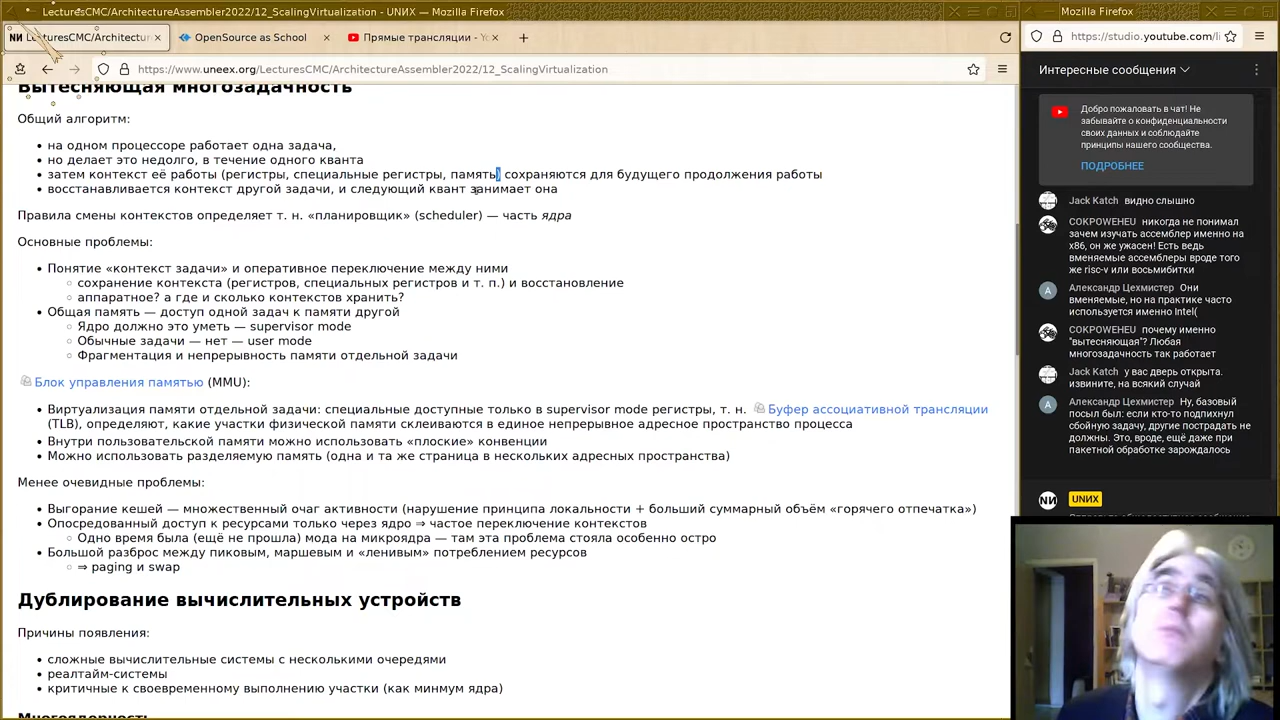 LecturesCMC/ArchitectureAssembler2022/12_ScalingVirtualization - UNИX — Mozilla Firefox
Mozilla Firefox
LecturesCMC/Architectur
OpenSource as School
Прямые трансляции - Yo
https://studio.youtube.com/li
https://www.uneex.org/LecturesCMC/ArchitectureAssembler2022/12_ScalingVirtualization
Вытесняющая многозадачность
Общий алгоритм:
на одном процессоре работает одна задача,
но делает это недолго, в течение одного кванта
затем контекст её работы (регистры, специальные регистры, память) сохраняются для будущего продолжения работы
восстанавливается контекст другой задачи, и следующий квант занимает она
Правила смены контекстов определяет т. н. «планировщик» (scheduler) — часть ядра
Основные проблемы:
Понятие «контекст задачи» и оперативное переключение между ними
сохранение контекста (регистров, специальных регистров и т. п.) и восстановление
аппаратное? а где и сколько контекстов хранить?
Общая память — доступ одной задач к памяти другой
Ядро должно это уметь — supervisor mode
Обычные задачи — нет — user mode
Фрагментация и непрерывность памяти отдельной задачи
Блок управления памятью (MMU):
Виртуализация памяти отдельной задачи: специальные доступные только в supervisor mode регистры, т. н. Буфер ассоциативной трансляции
(TLB), определяют, какие участки физической памяти склеиваются в единое непрерывное адресное пространство процесса
Внутри пользовательской памяти можно использовать «плоские» конвенции
Можно использовать разделяемую память (одна и та же страница в нескольких адресных пространства)
Менее очевидные проблемы:
Выгорание кешей — множественный очаг активности (нарушение принципа локальности + больший суммарный объём «горячего отпечатка»)
Опосредованный доступ к ресурсами только через ядро ⇒ частое переключение контекстов
Одно время была (ещё не прошла) мода на микроядра — там эта проблема стояла особенно остро
Большой разброс между пиковым, маршевым и «ленивым» потреблением ресурсов
⇒ paging и swap
Дублирование вычислительных устройств
Причины появления:
сложные вычислительные системы с несколькими очередями
реалтайм-системы
критичные к своевременному выполнению участки (как минмум ядра)
Многоядерность
Интересные сообщения
Добро пожаловать в чат! Не
забывайте о конфиденциальности
своих данных и соблюдайте
принципы нашего сообщества.
ПОДРОБНЕЕ
Jack Katch видно слышно
COKPOWEHEU никогда не понимал
зачем изучать ассемблер именно на
x86, он же ужасен! Есть ведь
вменяемые ассемблеры вроде того
же risc-v или восьмибитки
Александр Цехмистер Они
вменяемые, но на практике часто
используется именно Intel(
COKPOWEHEU почему именно
"вытесняющая"? Любая
многозадачность так работает
Jack Katch у вас дверь открыта.
извините, на всякий случай
Александр Цехмистер Ну, базовый
посыл был: если кто-то подпихнул
сбойную задачу, другие пострадать не
должны. Это, вроде, ещё даже при
пакетной обработке зарождалось
UNИX